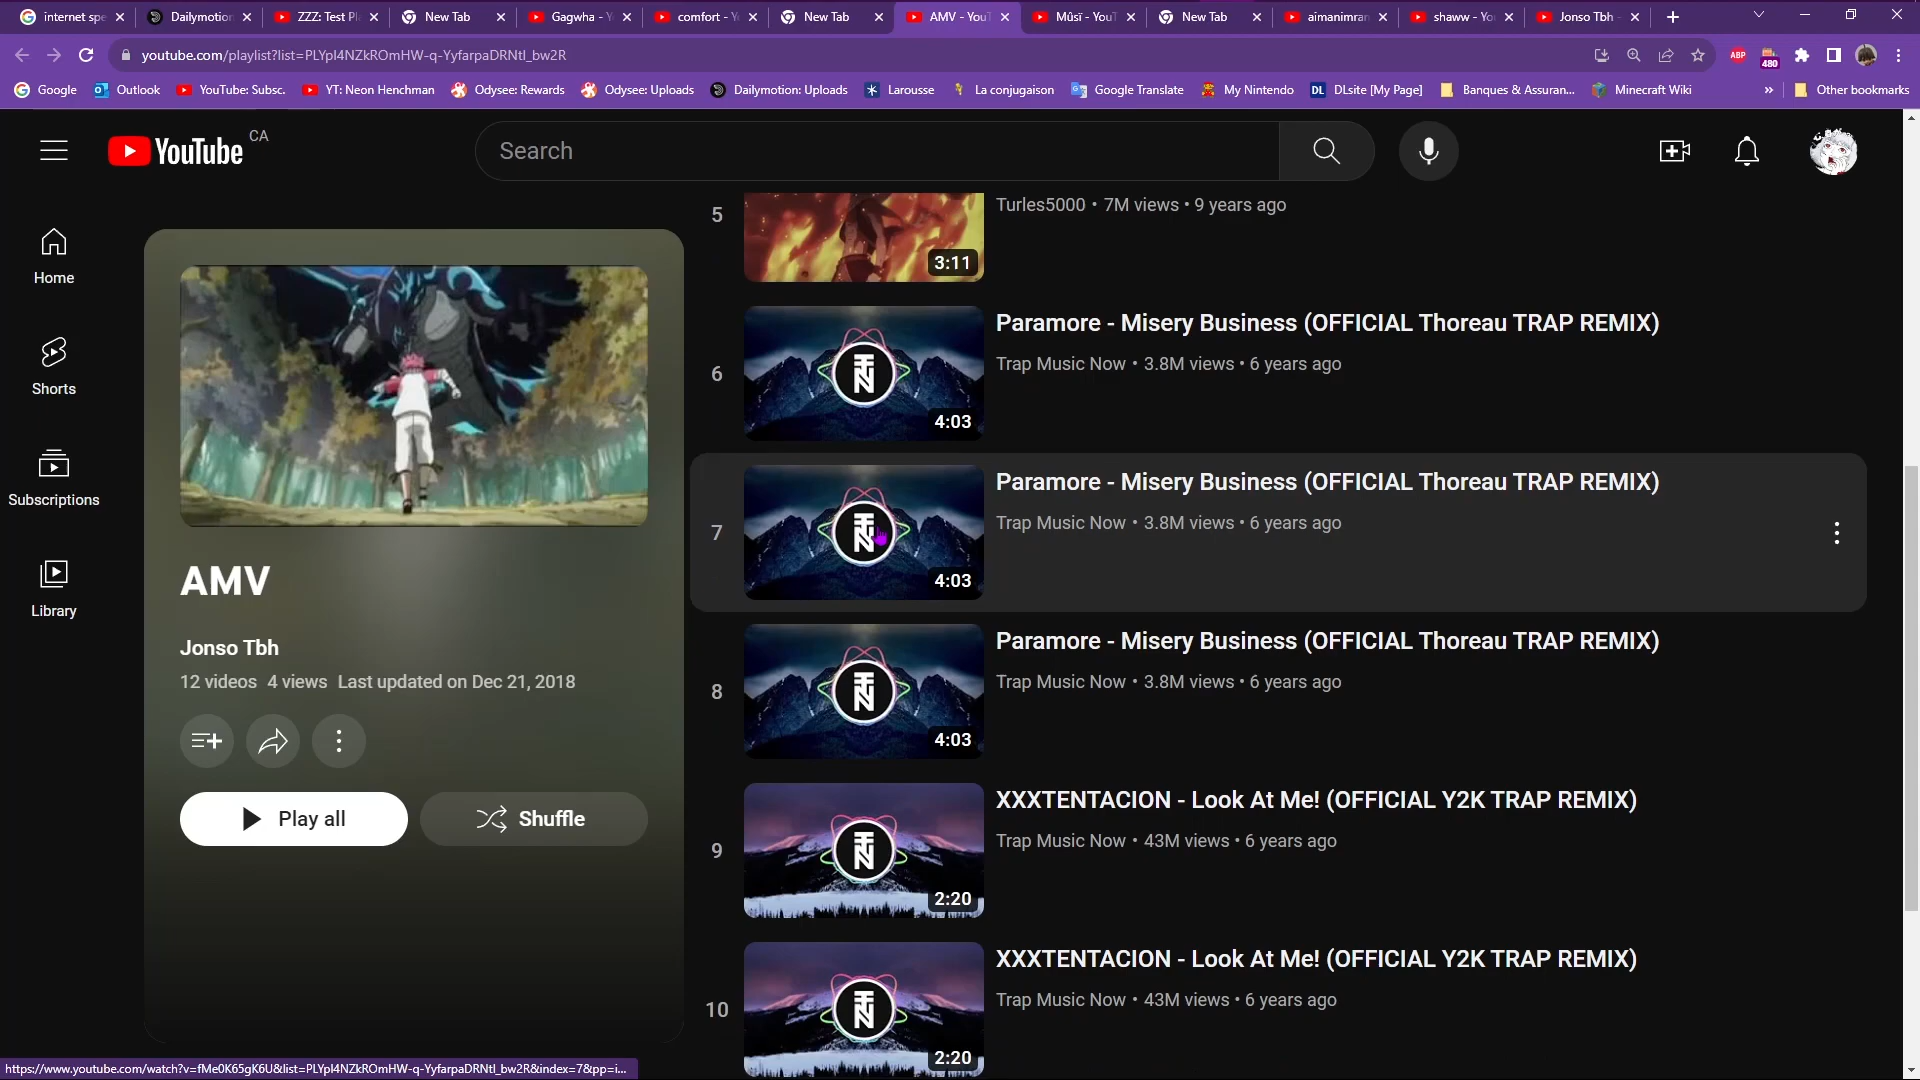 internet spe
Dailymotion
ZZZ: Test Pl
New Tab
Gagwha - Y
comfort - Y
New Tab
AMV - YouT
Mûsï - YouT
New Tab
aimanimran
shaww - Yo
Jonso Tbh -
youtube.com/playlist?list=PLYpI4NZkROmHW-q-YyfarpaDRNtI_bw2R
ABP
480
Google
Outlook
YouTube: Subsc.
YT: Neon Henchman
Odysee: Rewards
Odysee: Uploads
Dailymotion: Uploads
Larousse
La conjugaison
Google Translate
My Nintendo
DL DLsite [My Page]
Banques & Assuran...
Minecraft Wiki
»
Other bookmarks
YouTube CA
Search
Home
Shorts
Subscriptions
Library
AMV
Jonso Tbh
12 videos 4 views Last updated on Dec 21, 2018
Play all
Shuffle
5
3:11
Turles5000 • 7M views • 9 years ago
6
4:03
Paramore - Misery Business (OFFICIAL Thoreau TRAP REMIX)
Trap Music Now • 3.8M views • 6 years ago
7
4:03
Paramore - Misery Business (OFFICIAL Thoreau TRAP REMIX)
Trap Music Now • 3.8M views • 6 years ago
8
4:03
Paramore - Misery Business (OFFICIAL Thoreau TRAP REMIX)
Trap Music Now • 3.8M views • 6 years ago
9
2:20
XXXTENTACION - Look At Me! (OFFICIAL Y2K TRAP REMIX)
Trap Music Now • 43M views • 6 years ago
10
2:20
XXXTENTACION - Look At Me! (OFFICIAL Y2K TRAP REMIX)
Trap Music Now • 43M views • 6 years ago
https://www.youtube.com/watch?v=fMe0K65gK6U&list=PLYpI4NZkROmHW-q-YyfarpaDRNtI_bw2R&index=7&pp=i...